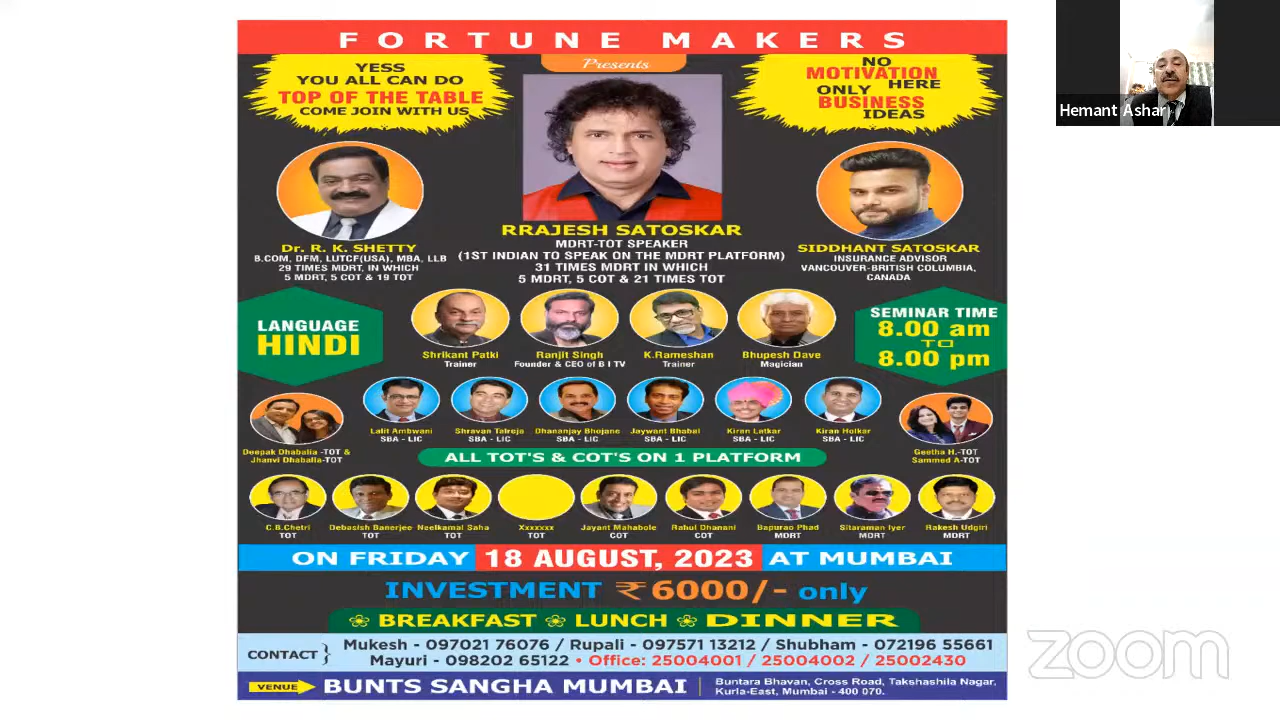 FORTUNE MAKERS
Presents
YESS
YOU ALL CAN DO
TOP OF THE TABLE
COME JOIN WITH US
NO
MOTIVATION HERE
ONLY
BUSINESS
IDEAS
Hemant Ashar
Dr. R. K. SHETTY
B.COM, DFM, LUTCF(USA), MBA, LLB
29 TIMES MDRT, IN WHICH
5 MDRT, 5 COT & 19 TOT
RRAJESH SATOSKAR
MDRT-TOT SPEAKER
(1ST INDIAN TO SPEAK ON THE MDRT PLATFORM)
31 TIMES MDRT IN WHICH
5 MDRT, 5 COT & 21 TIMES TOT
SIDDHANT SATOSKAR
INSURANCE ADVISOR
VANCOUVER-BRITISH COLUMBIA,
CANADA
LANGUAGE
HINDI
Shrikant Patki
Trainer
Ranjit Singh
Founder & CEO of B I TV
K.Rameshan
Trainer
Bhupesh Dave
Magician
SEMINAR TIME
8.00 am
TO
8.00 pm
Deepak Dhabalia -TOT &
Jhanvi Dhaballa-TOT
Lalit Ambwani
SBA - LIC
Shravan Talreja
SBA - LIC
Dhananjay Bhojane
SBA - LIC
Jaywant Bhabal
SBA - LIC
Kiran Latkar
SBA - LIC
Kiran Holkar
SBA - LIC
Geetha H.-TOT
Sammed A-TOT
ALL TOT'S & COT'S ON 1 PLATFORM
C.B.Chetri
TOT
Debasish Banerjee
TOT
Neelkamal Saha
TOT
Xxxxxxx
TOT
Jayant Mahabole
COT
Rahul Dhanani
COT
Bapurao Phad
MDRT
Sitaraman Iyer
MDRT
Rakesh Udgiri
MDRT
ON FRIDAY 18 AUGUST, 2023 AT MUMBAI
INVESTMENT ₹ 6000/- only
BREAKFAST LUNCH DINNER
CONTACT } Mukesh - 097021 76076 / Rupali - 097571 13212 / Shubham - 072196 55661
Mayuri - 098202 65122 • Office: 25004001 / 25004002 / 25002430
VENUE BUNTS SANGHA MUMBAI
Buntara Bhavan, Cross Road, Takshashila Nagar,
Kurla-East, Mumbai - 400 070.
zoom